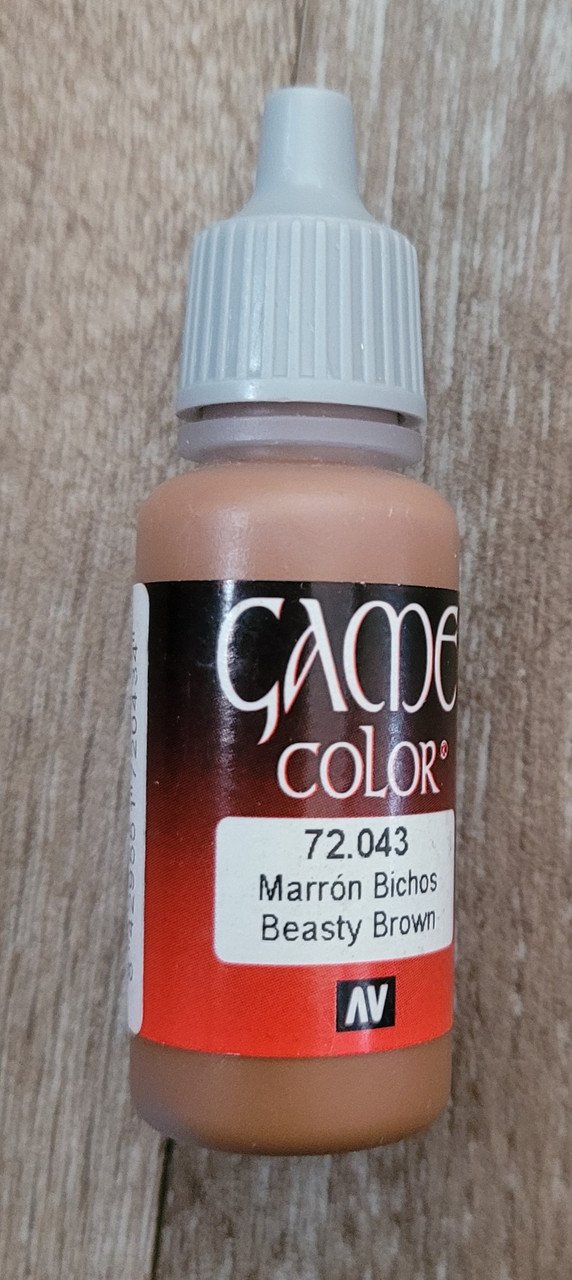 GAME
COLOR®
72.043
Marrón Bichos
Beasty Brown
AV